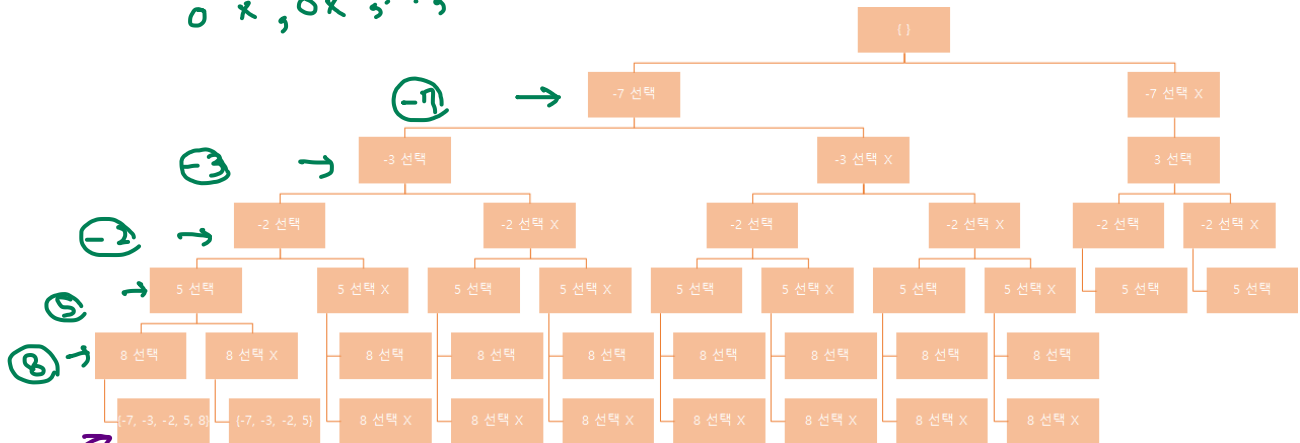 o x , o x , , ,
{ }
-7 → -7 선택 -7 선택 X
-3 → -3 선택 -3 선택 X 3 선택
-2 → -2 선택 -2 선택 X -2 선택 -2 선택 X -2 선택 -2 선택 X
5 → 5 선택 5 선택 X 5 선택 5 선택 X 5 선택 5 선택 X 5 선택 5 선택 X 5 선택 5 선택
8 → 8 선택 8 선택 X 8 선택 8 선택 8 선택 8 선택 8 선택 8 선택 8 선택
{-7, -3, -2, 5, 8} {-7, -3, -2, 5} 8 선택 X 8 선택 X 8 선택 X 8 선택 X 8 선택 X 8 선택 X 8 선택 X